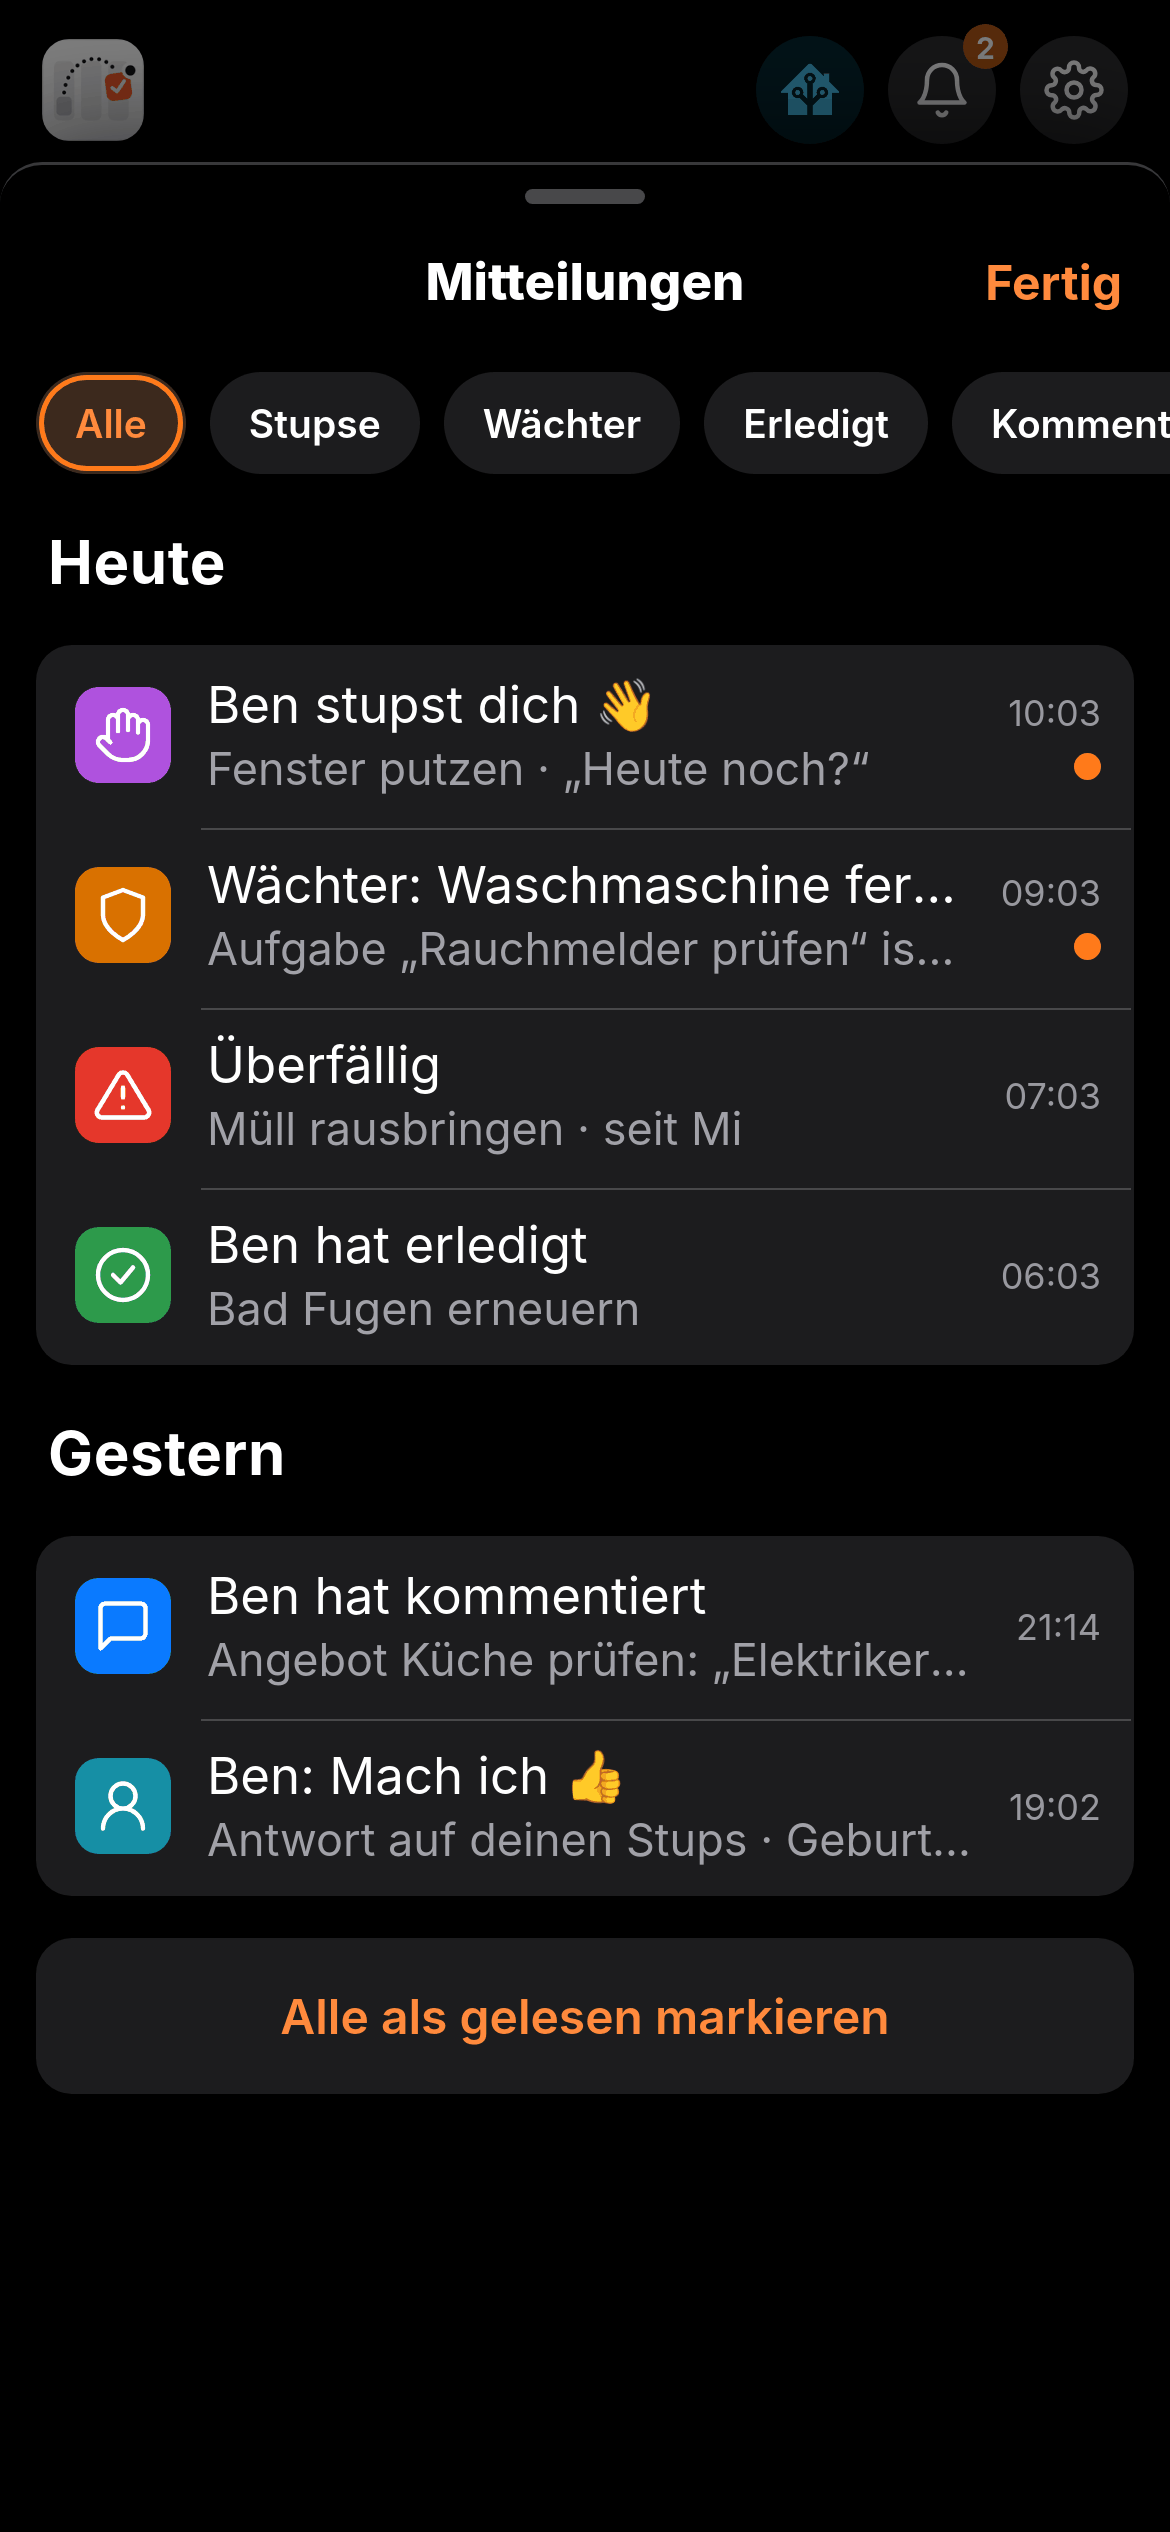 2
Mitteilungen
Fertig
Alle
Stupse
Wächter
Erledigt
Komment
Heute
Ben stupst dich 👋
10:03
Fenster putzen · „Heute noch?“
Wächter: Waschmaschine fer...
09:03
Aufgabe „Rauchmelder prüfen“ is...
Überfällig
07:03
Müll rausbringen · seit Mi
Ben hat erledigt
06:03
Bad Fugen erneuern
Gestern
Ben hat kommentiert
21:14
Angebot Küche prüfen: „Elektriker...
Ben: Mach ich 👍
19:02
Antwort auf deinen Stups · Geburt...
Alle als gelesen markieren